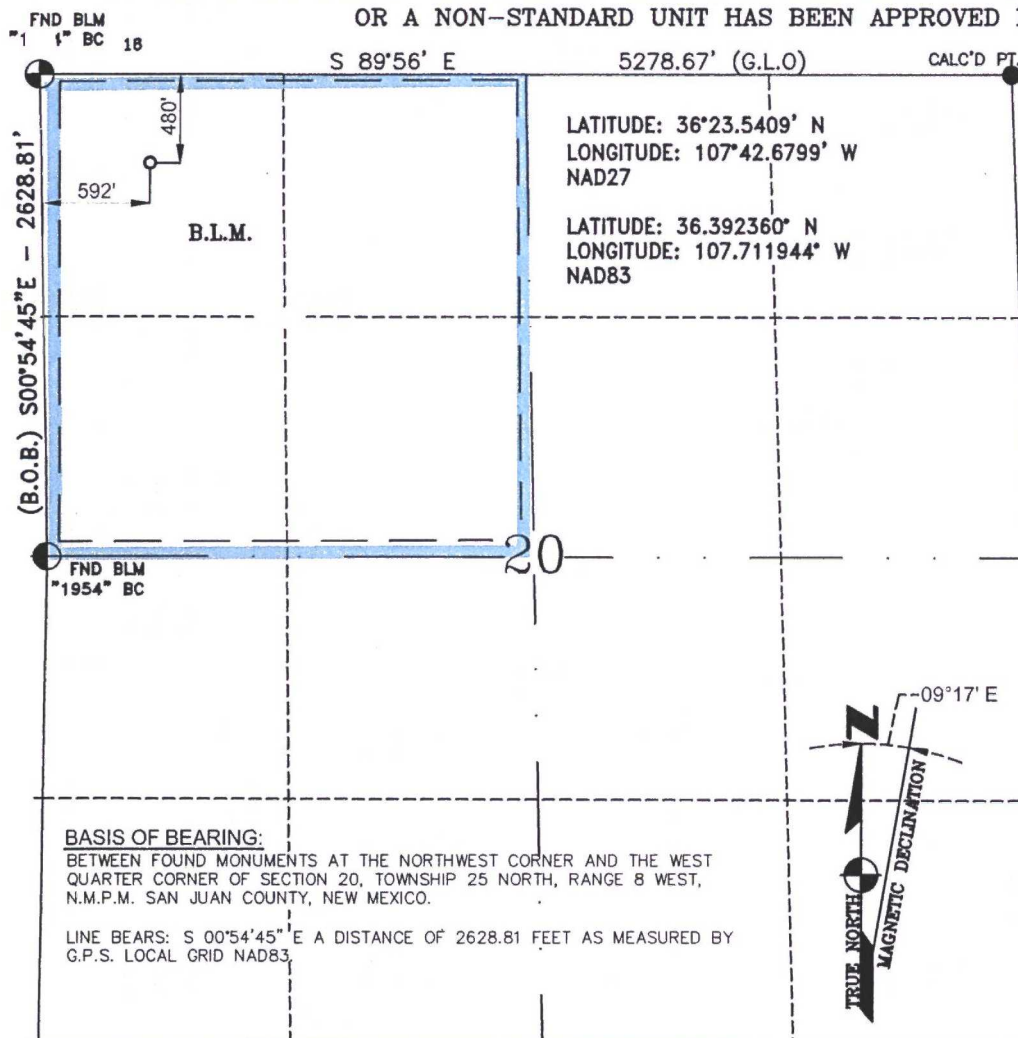 OR A NON-STANDARD UNIT HAS BEEN APPROVED
FND BLM
BC
16
S 89°56' E
5278.67' (G.L.O)
CALC'D PT.
480'
592'
B.L.M.
LATITUDE: 36°23.5409' N
LONGITUDE: 107°42.6799' W
NAD27
LATITUDE: 36.392360° N
LONGITUDE: 107.711944° W
NAD83
(B.O.B.) S00°54'45"E - 2628.81'
20
FND BLM
"1954" BC
09°17' E
N
TRUE NORTH
MAGNETIC DECLINATION
BASIS OF BEARING:
BETWEEN FOUND MONUMENTS AT THE NORTHWEST CORNER AND THE WEST
QUARTER CORNER OF SECTION 20, TOWNSHIP 25 NORTH, RANGE 8 WEST,
N.M.P.M. SAN JUAN COUNTY, NEW MEXICO.
LINE BEARS: S 00°54'45" E A DISTANCE OF 2628.81 FEET AS MEASURED BY
G.P.S. LOCAL GRID NAD83.